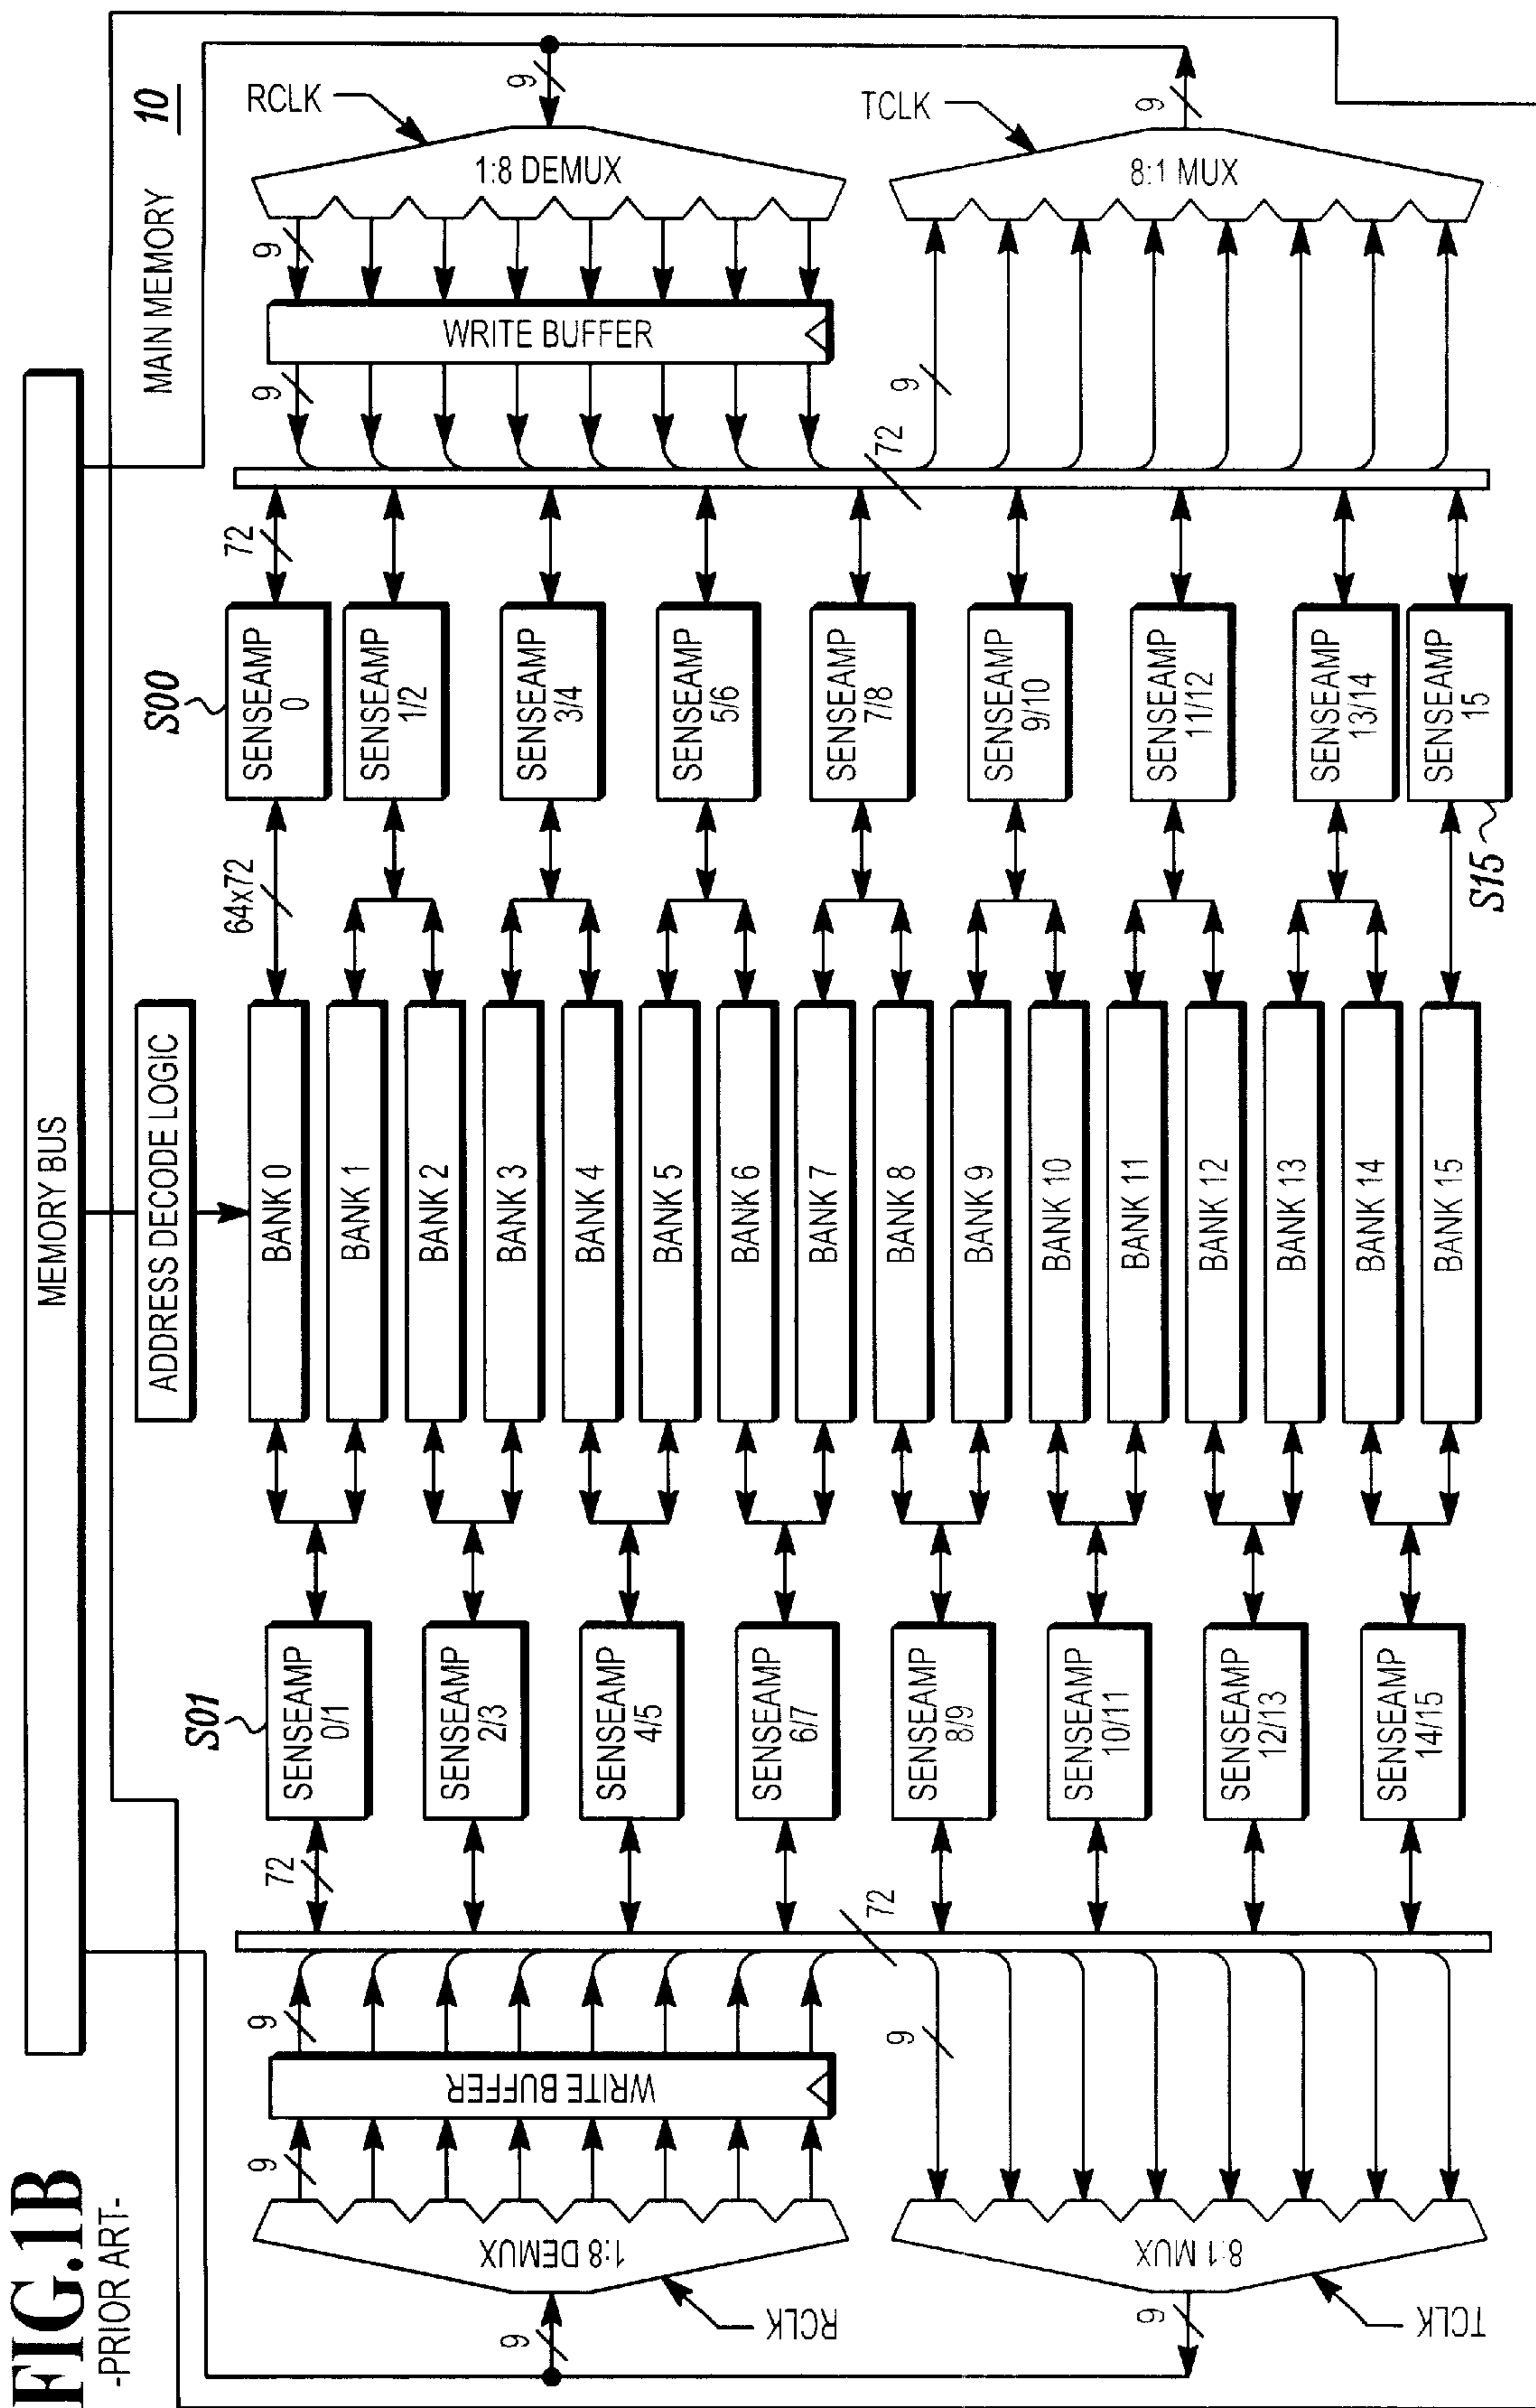 FIG.1B
-PRIOR ART-
MEMORY BUS
MAIN MEMORY
10
ADDRESS DECODE LOGIC
RCLK
1:8 DEMUX
9
9
WRITE BUFFER
9
72
9
8:1 MUX
9
TCLK
72
S01
SENSEAMP
0/1
SENSEAMP
2/3
SENSEAMP
4/5
SENSEAMP
6/7
SENSEAMP
8/9
SENSEAMP
10/11
SENSEAMP
12/13
SENSEAMP
14/15
BANK 0
BANK 1
BANK 2
BANK 3
BANK 4
BANK 5
BANK 6
BANK 7
BANK 8
BANK 9
BANK 10
BANK 11
BANK 12
BANK 13
BANK 14
BANK 15
64x72
S00
SENSEAMP
0
SENSEAMP
1/2
SENSEAMP
3/4
SENSEAMP
5/6
SENSEAMP
7/8
SENSEAMP
9/10
SENSEAMP
11/12
SENSEAMP
13/14
SENSEAMP
15
S15
72
72
9
WRITE BUFFER
9
1:8 DEMUX
RCLK
9
9
8:1 MUX
TCLK
9